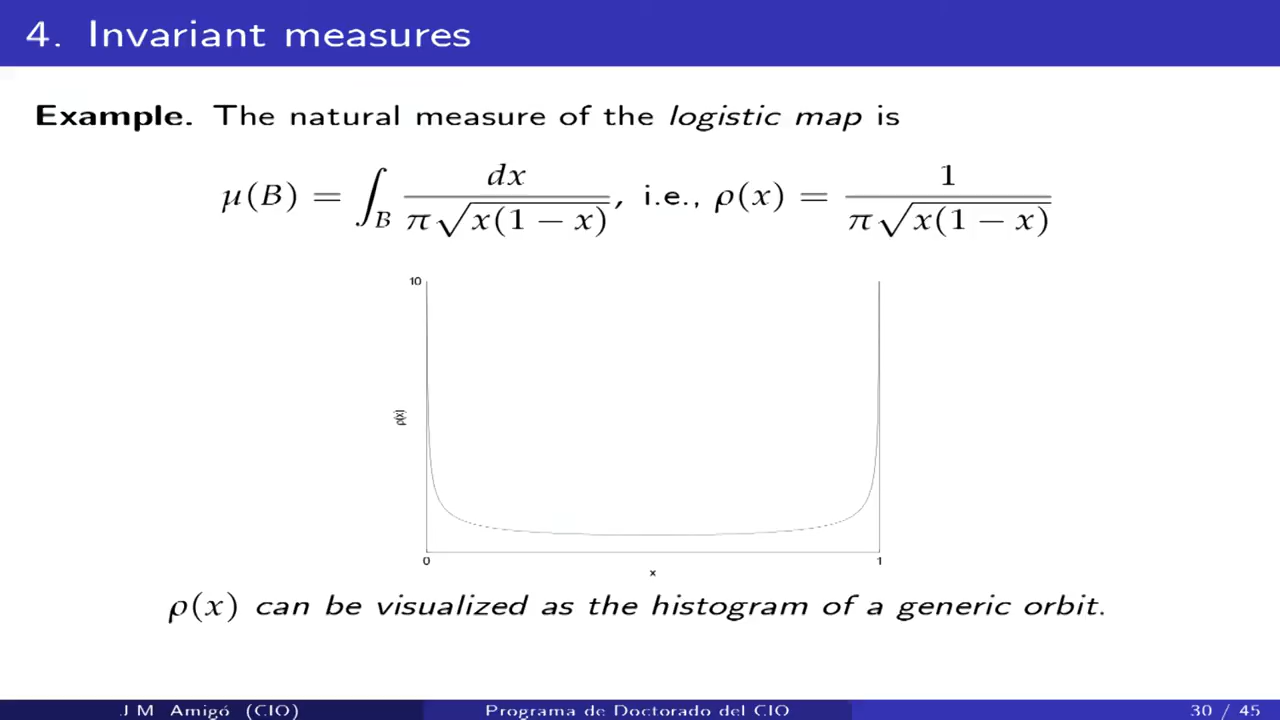 4. Invariant measures
Example. The natural measure of the logistic map is
μ(B) = ∫_B dx / (π√(x(1 − x))), i.e., ρ(x) = 1 / (π√(x(1 − x)))
10
ρ(x)
0
1
x
ρ(x) can be visualized as the histogram of a generic orbit.
J M Amigó (CIO)
Programa de Doctorado del CIO
30 / 45